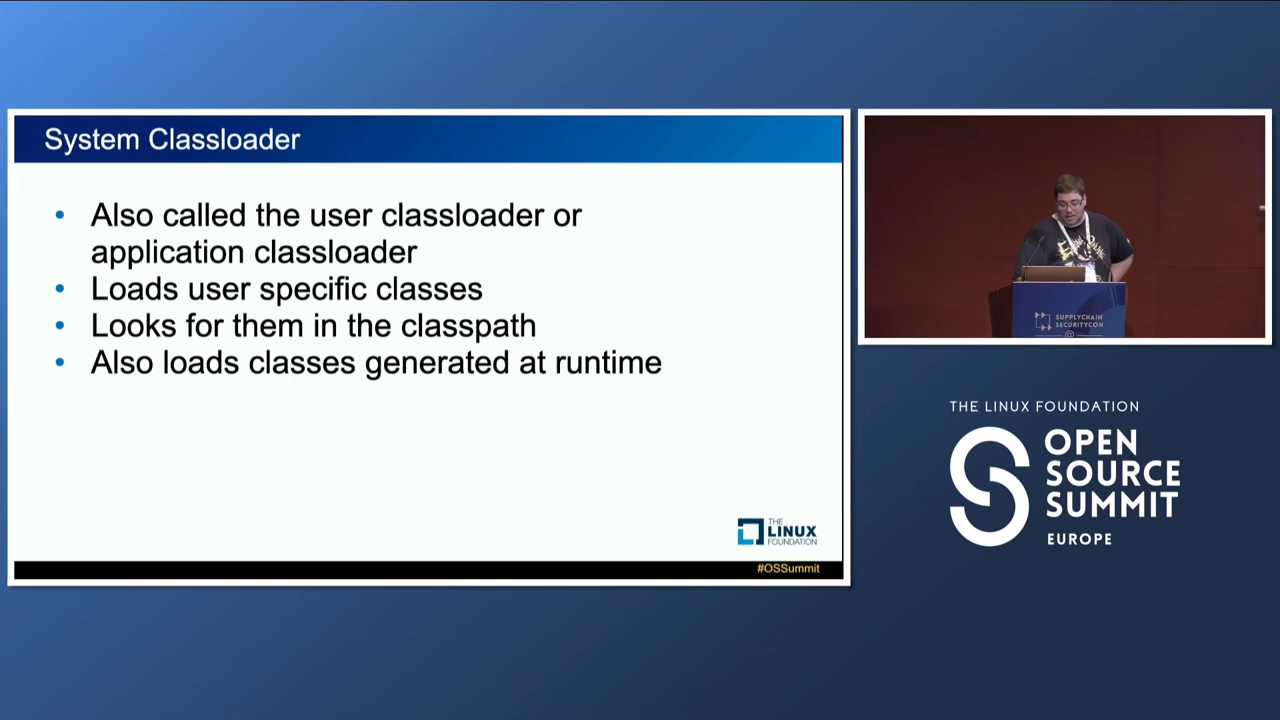 System Classloader
• Also called the user classloader or
application classloader
• Loads user specific classes
• Looks for them in the classpath
• Also loads classes generated at runtime
THE
LINUX
FOUNDATION
#OSSummit
SUPPLYCHAIN
SECURITYCON
@
THE LINUX FOUNDATION
OPEN
SOURCE
SUMMIT
EUROPE